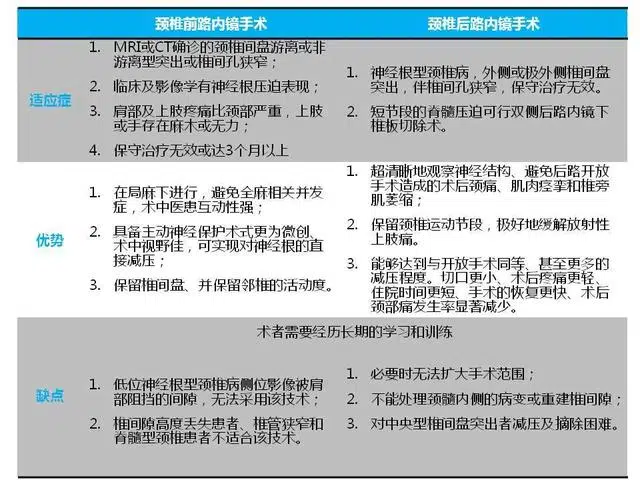 颈椎前路内镜手术
颈椎后路内镜手术
适应症
1. MRI或CT确诊的颈椎间盘游离或非
游离型突出或椎间孔狭窄；
2. 临床及影像学有神经根压迫表现；
3. 肩部及上肢疼痛比颈部严重，上肢
或手存在麻木或无力；
4. 保守治疗无效或达3个月以上
1. 神经根型颈椎病，外侧或极外侧椎间盘
突出，伴椎间孔狭窄，保守治疗无效。
2. 短节段的脊髓压迫可行双侧后路内镜下
椎板切除术。
优势
1. 在局麻下进行，避免全麻相关并发
症，术中医患互动性强；
2. 具备主动神经保护术式更为微创、
术中视野佳，可实现对神经根的直
接减压；
3. 保留椎间盘、并保留邻椎的活动度。
1. 超清晰地观察神经结构、避免后路开放
手术造成的术后颈痛、肌肉痉挛和椎旁
肌萎缩；
2. 保留颈椎运动节段，极好地缓解放射性
上肢痛。
3. 能够达到与开放手术同等、甚至更多的
减压程度。切口更小、术后疼痛更轻、
住院时间更短、手术的恢复更快、术后
颈部痛发生率显著减少。
缺点
术者需要经历长期的学习和训练
1. 低位神经根型颈椎病侧位影像被肩
部阻挡的间隙，无法采用该技术；
2. 椎间隙高度丢失患者、椎管狭窄和
脊髓型颈椎患者不适合该技术。
1. 必要时无法扩大手术范围；
2. 不能处理颈髓内侧的病变或重建椎间隙；
3. 对中央型椎间盘突出者减压及摘除困难。